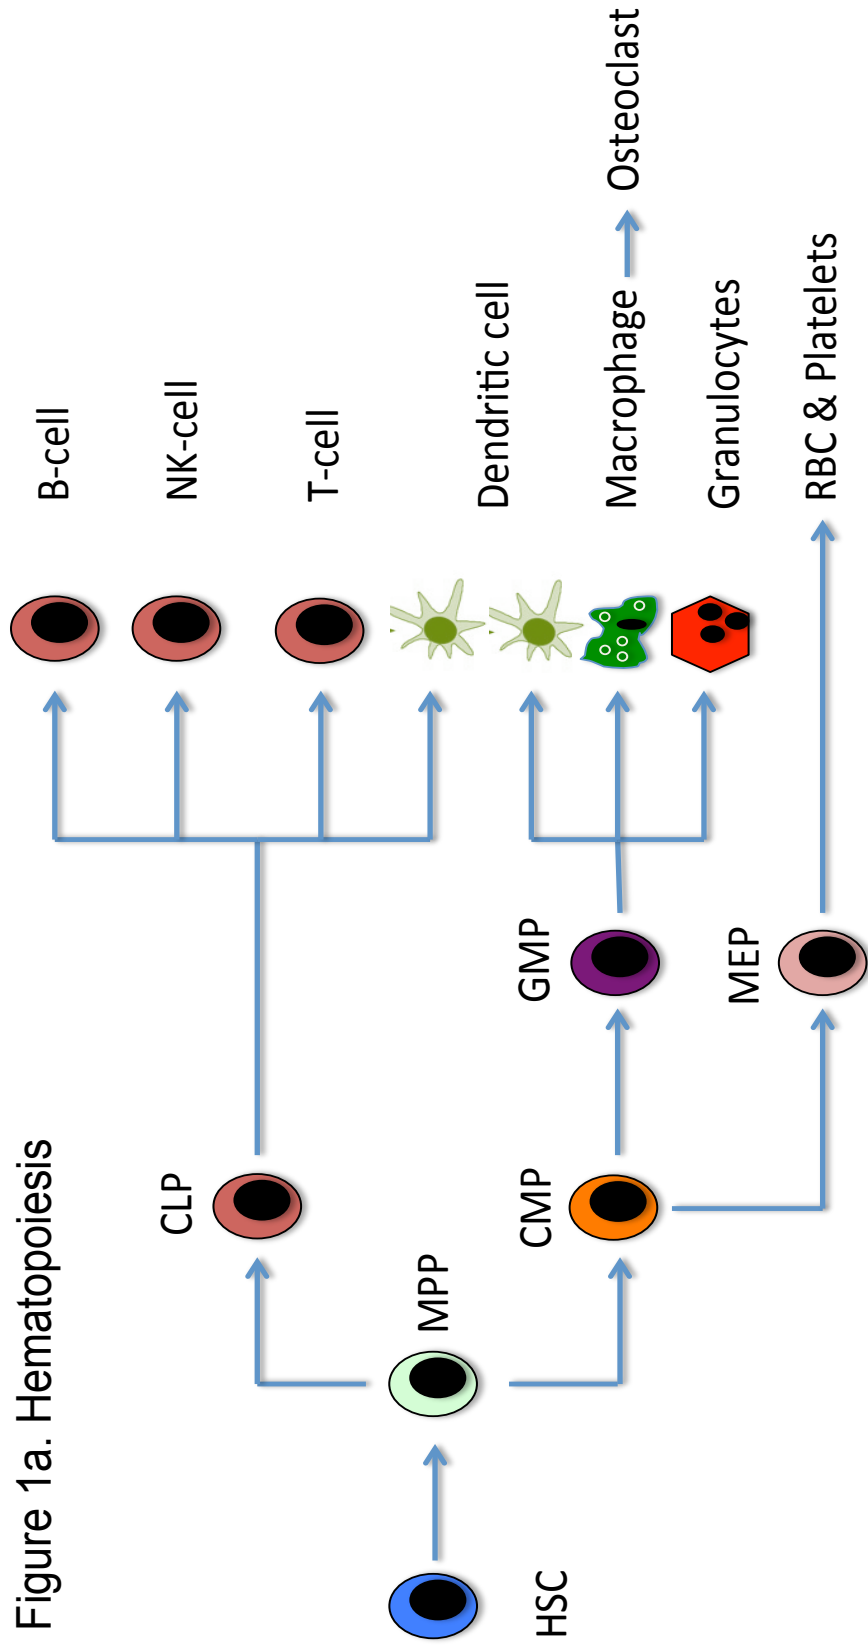 Figure 1a. Hematopoiesis
HSC
MPP
CLP
CMP
GMP
MEP
B-cell
NK-cell
T-cell
Dendritic cell
Macrophage
Osteoclast
Granulocytes
RBC & Platelets